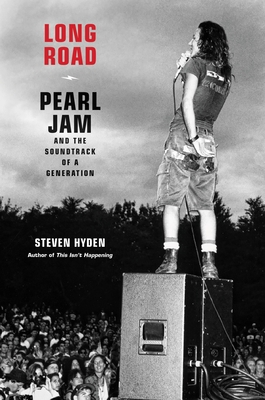 LONG
ROAD
PEARL
JAM
AND THE
SOUNDTRACK
OF A
GENERATION
STEVEN HYDEN
Author of This Isn't Happening